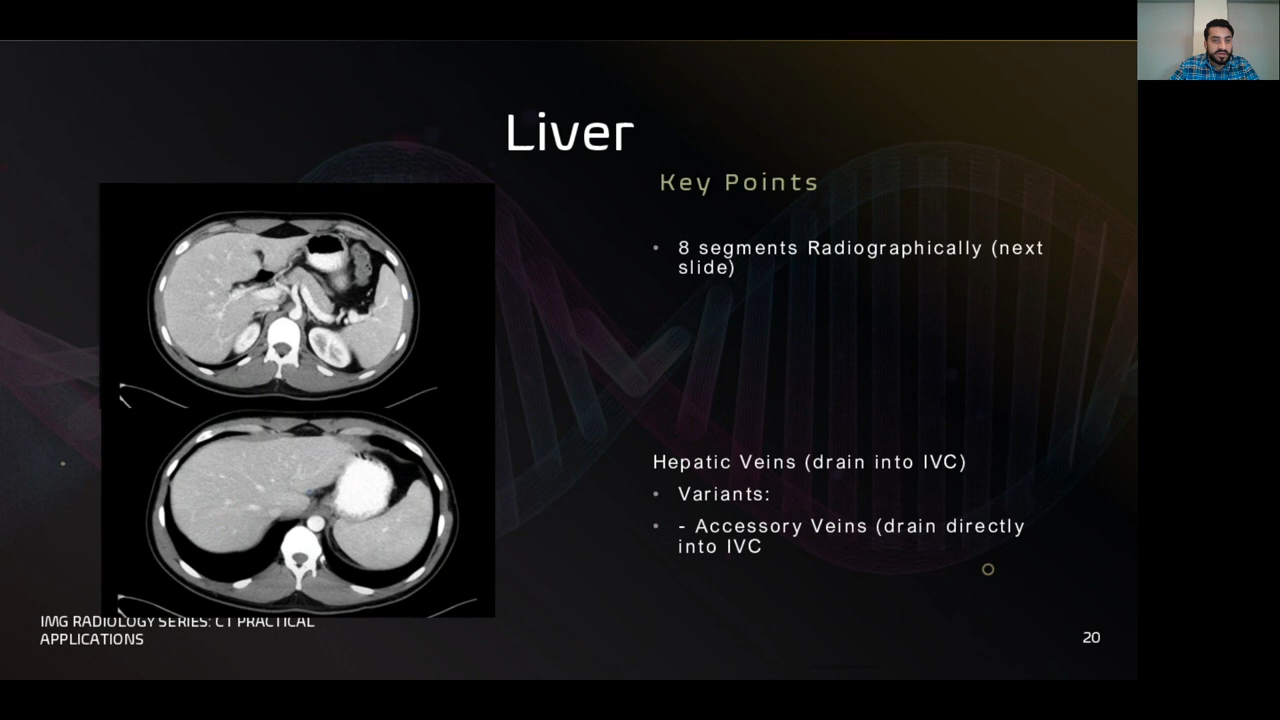 Liver
Key Points
• 8 segments Radiographically (next
slide)
Hepatic Veins (drain into IVC)
• Variants:
• - Accessory Veins (drain directly
into IVC
IMG RADIOLOGY SERIES: CT PRACTICAL
APPLICATIONS
20